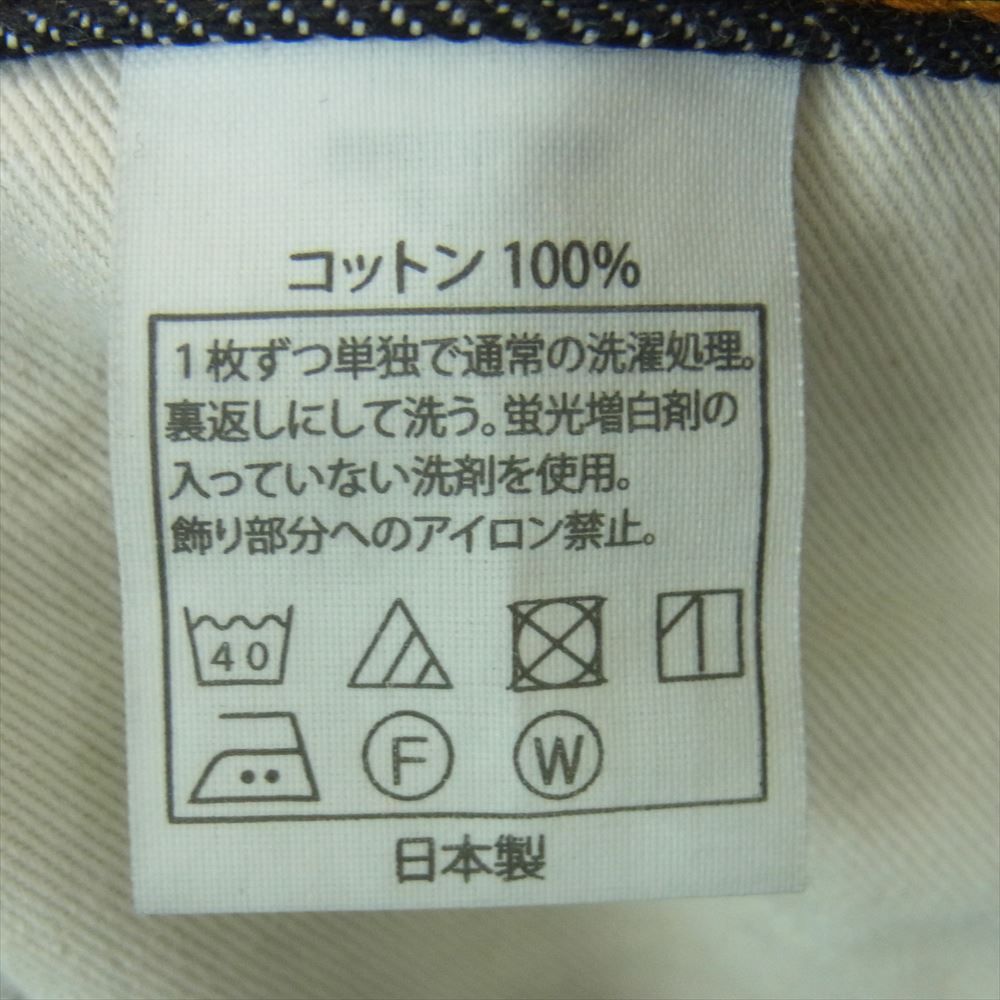 コットン 100%
1枚ずつ単独で通常の洗濯処理。
裏返しにして洗う。蛍光増白剤の
入っていない洗剤を使用。
飾り部分へのアイロン禁止。
40
F W
日本製